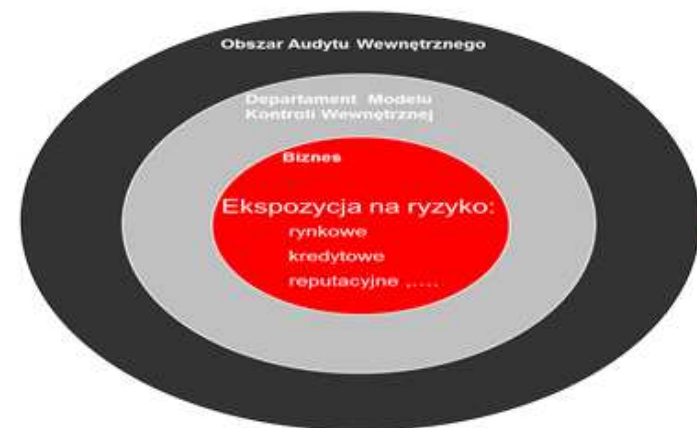 Obszar Audytu Wewnętrznego
Departament Modelu
Kontroli Wewnętrznej
Biznes
Ekspozycja na ryzyko:
rynkowe
kredytowe
reputacyjne ,....